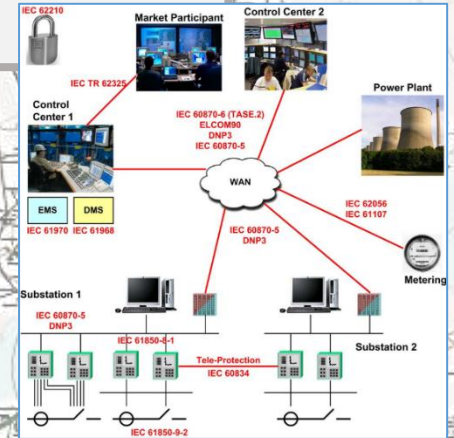 IEC 62210
Market Participant
Control Center 2
IEC TR 62325
Power Plant
Control
Center 1
IEC 60870-6 (TASE.2)
ELCOM90
DNP3
IEC 60870-5
WAN
EMS
DMS
IEC 61970
IEC 61968
IEC 62056
IEC 61107
IEC 60870-5
DNP3
Metering
Substation 1
IEC 60870-5
DNP3
IEC 61850-8-1
Tele-Protection
IEC 60834
Substation 2
IEC 61850-9-2